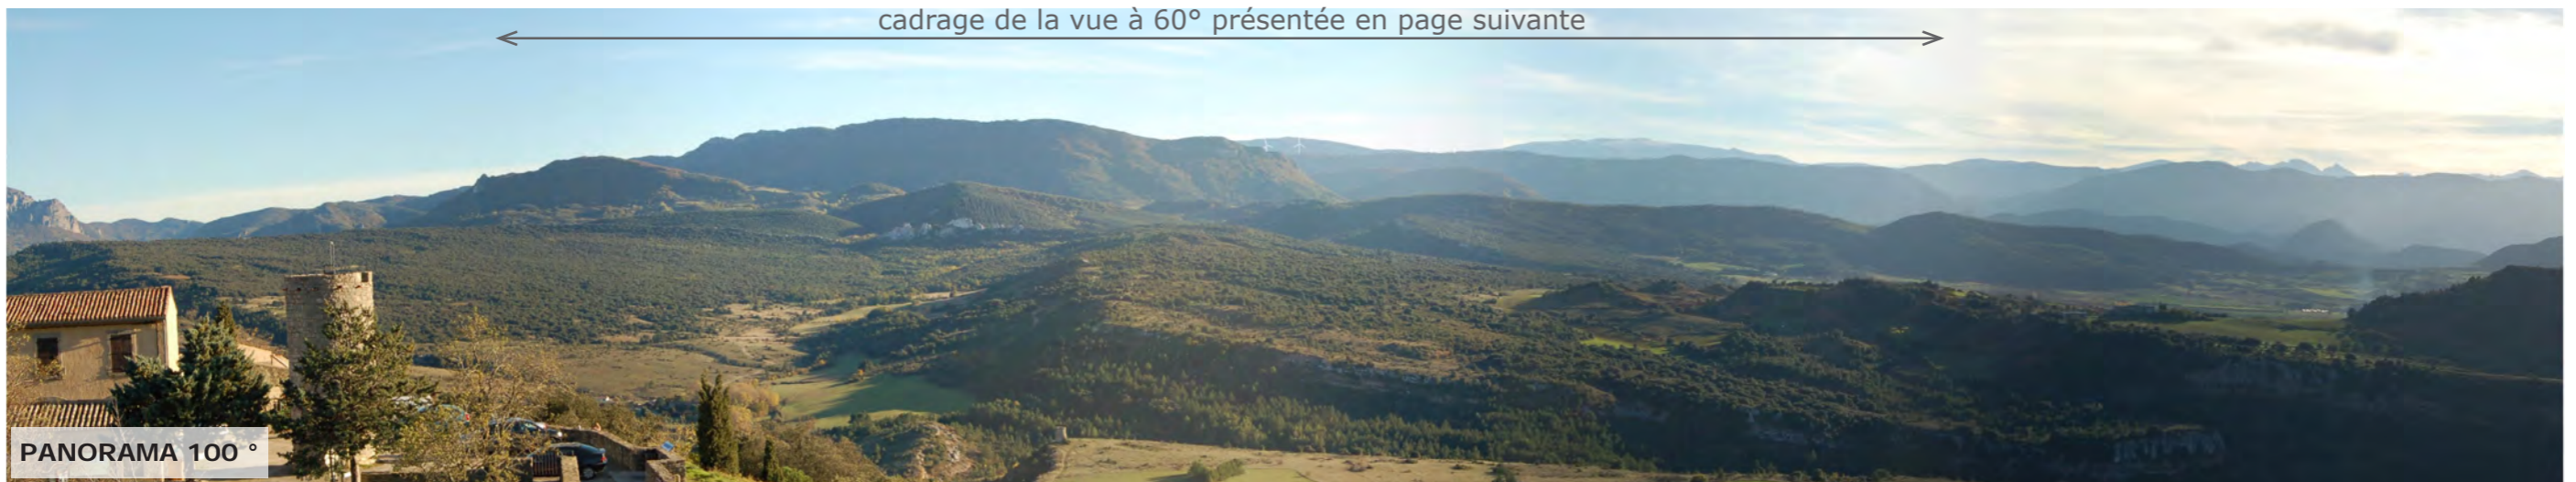 cadrage de la vue à 60° présentée en page suivante
PANORAMA 100 °